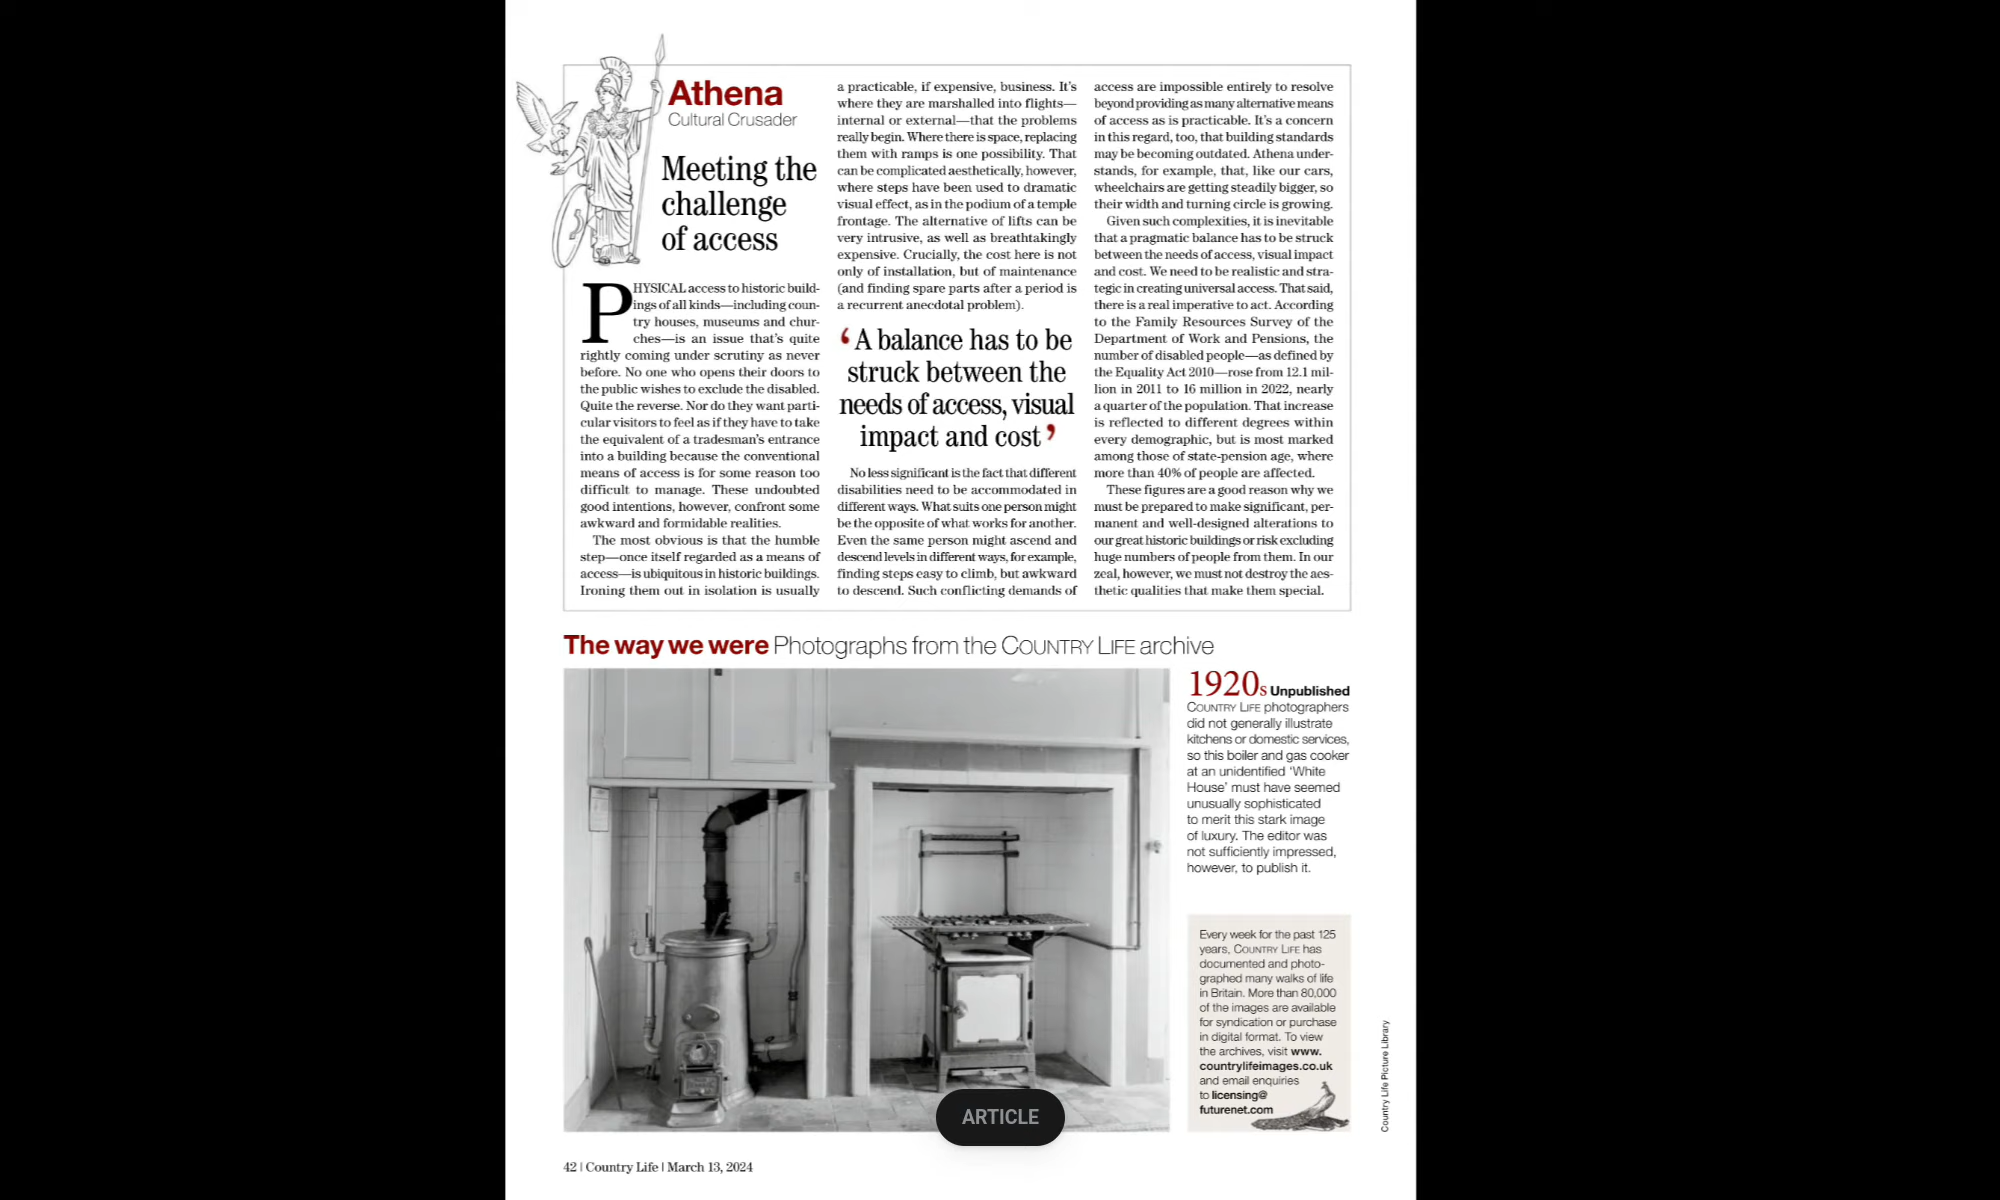 Athena
Cultural Crusader
Meeting the
challenge
of access
PHYSICAL access to historic build-
ings of all kinds—including coun-
try houses, museums and chur-
ches—is an issue that's quite
rightly coming under scrutiny as never
before. No one who opens their doors to
the public wishes to exclude the disabled.
Quite the reverse. Nor do they want parti-
cular visitors to feel as if they have to take
the equivalent of a tradesman's entrance
into a building because the conventional
means of access is for some reason too
difficult to manage. These undoubted
good intentions, however, confront some
awkward and formidable realities.
The most obvious is that the humble
step—once itself regarded as a means of
access—is ubiquitous in historic buildings.
Ironing them out in isolation is usually
a practicable, if expensive, business. It's
where they are marshalled into flights—
internal or external—that the problems
really begin. Where there is space, replacing
them with ramps is one possibility. That
can be complicated aesthetically, however,
where steps have been used to dramatic
visual effect, as in the podium of a temple
frontage. The alternative of lifts can be
very intrusive, as well as breathtakingly
expensive. Crucially, the cost here is not
only of installation, but of maintenance
(and finding spare parts after a period is
a recurrent anecdotal problem).
‘A balance has to be
struck between the
needs of access, visual
impact and cost’
No less significant is the fact that different
disabilities need to be accommodated in
different ways. What suits one person might
be the opposite of what works for another.
Even the same person might ascend and
descend levels in different ways, for example,
finding steps easy to climb, but awkward
to descend. Such conflicting demands of
access are impossible entirely to resolve
beyond providing as many alternative means
of access as is practicable. It's a concern
in this regard, too, that building standards
may be becoming outdated. Athena under-
stands, for example, that, like our cars,
wheelchairs are getting steadily bigger, so
their width and turning circle is growing.
Given such complexities, it is inevitable
that a pragmatic balance has to be struck
between the needs of access, visual impact
and cost. We need to be realistic and stra-
tegic in creating universal access. That said,
there is a real imperative to act. According
to the Family Resources Survey of the
Department of Work and Pensions, the
number of disabled people—as defined by
the Equality Act 2010—rose from 12.1 mil-
lion in 2011 to 16 million in 2022, nearly
a quarter of the population. That increase
is reflected to different degrees within
every demographic, but is most marked
among those of state-pension age, where
more than 40% of people are affected.
These figures are a good reason why we
must be prepared to make significant, per-
manent and well-designed alterations to
our great historic buildings or risk excluding
huge numbers of people from them. In our
zeal, however, we must not destroy the aes-
thetic qualities that make them special.
The way we were Photographs from the COUNTRY LIFE archive
1920s Unpublished
COUNTRY LIFE photographers
did not generally illustrate
kitchens or domestic services,
so this boiler and gas cooker
at an unidentified ‘White
House’ must have seemed
unusually sophisticated
to merit this stark image
of luxury. The editor was
not sufficiently impressed,
however, to publish it.
Every week for the past 125
years, COUNTRY LIFE has
documented and photo-
graphed many walks of life
in Britain. More than 80,000
of the images are available
for syndication or purchase
in digital format. To view
the archives, visit www.
countrylifeimages.co.uk
and email enquiries
to licensing@
futurenet.com
Country Life Picture Library
ARTICLE
42 | Country Life | March 13, 2024